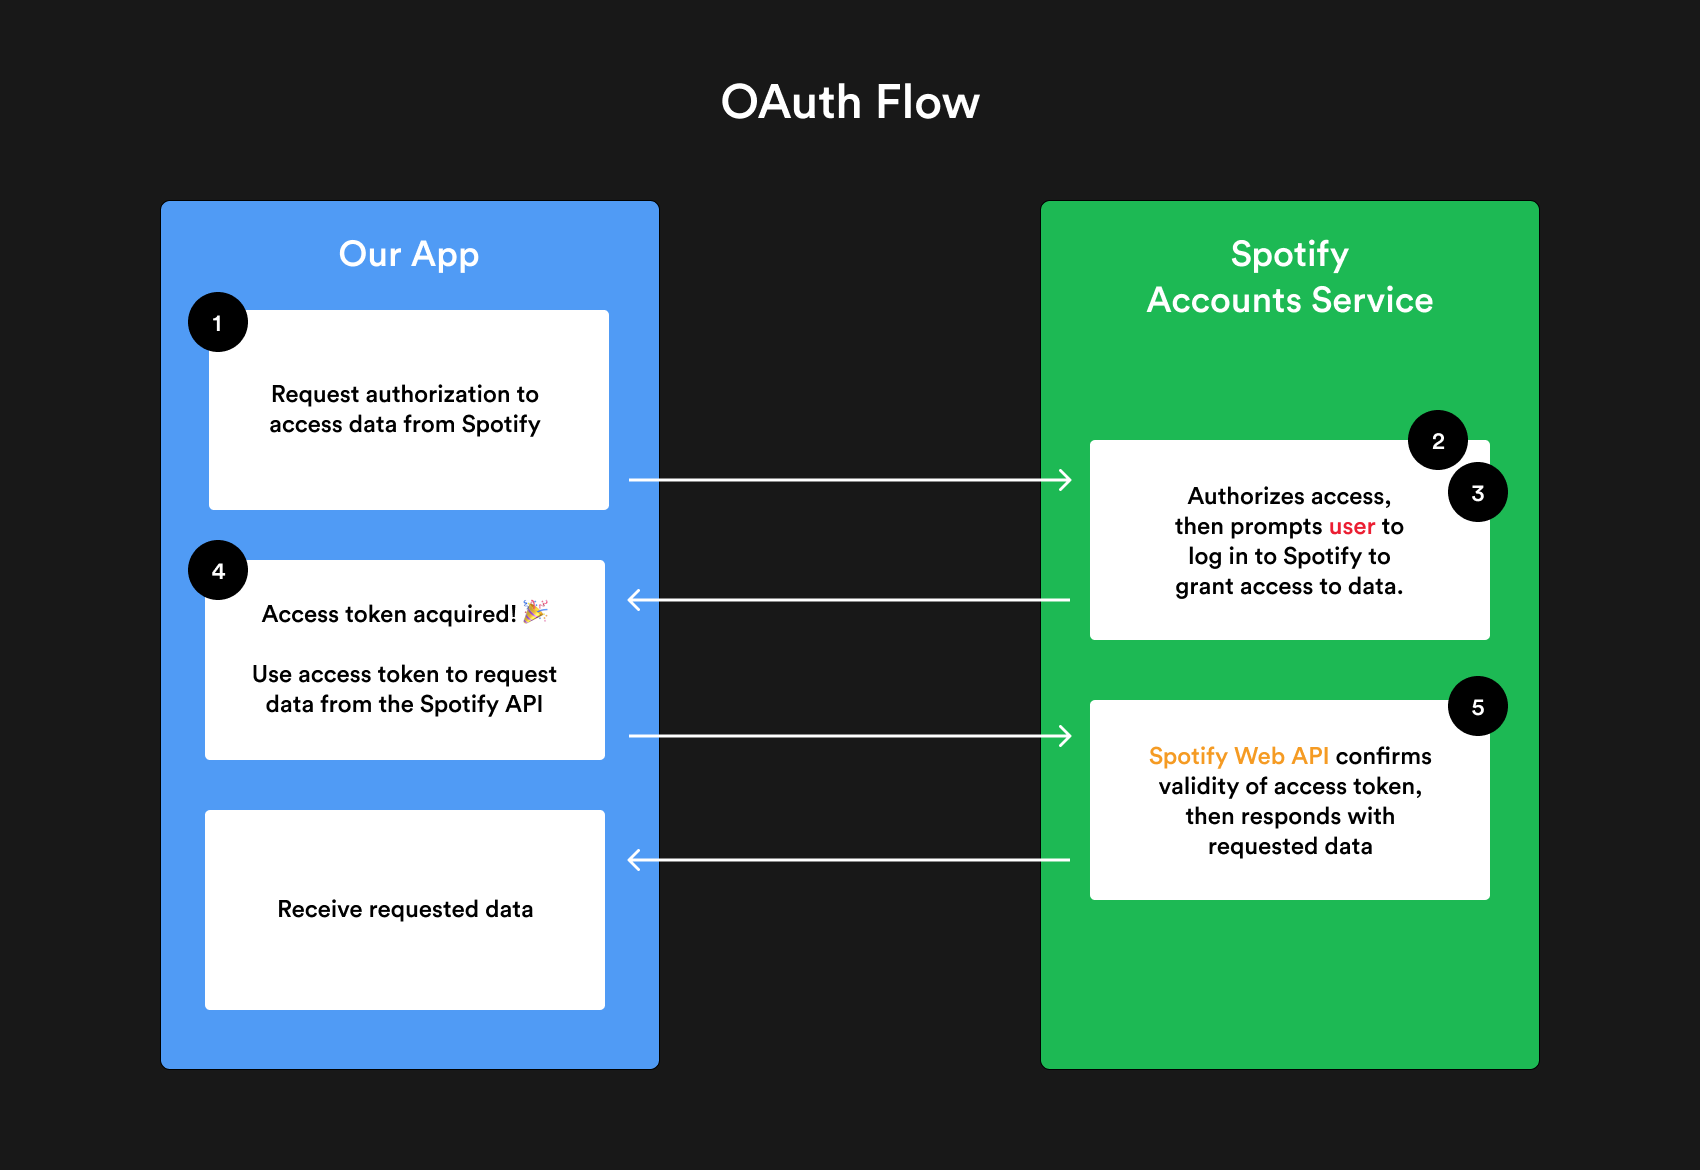 OAuth Flow
Our App
1
Request authorization to
access data from Spotify
4
Access token acquired! 🎉
Use access token to request
data from the Spotify API
Receive requested data
Spotify
Accounts Service
2
3
Authorizes access,
then prompts user to
log in to Spotify to
grant access to data.
5
Spotify Web API confirms
validity of access token,
then responds with
requested data